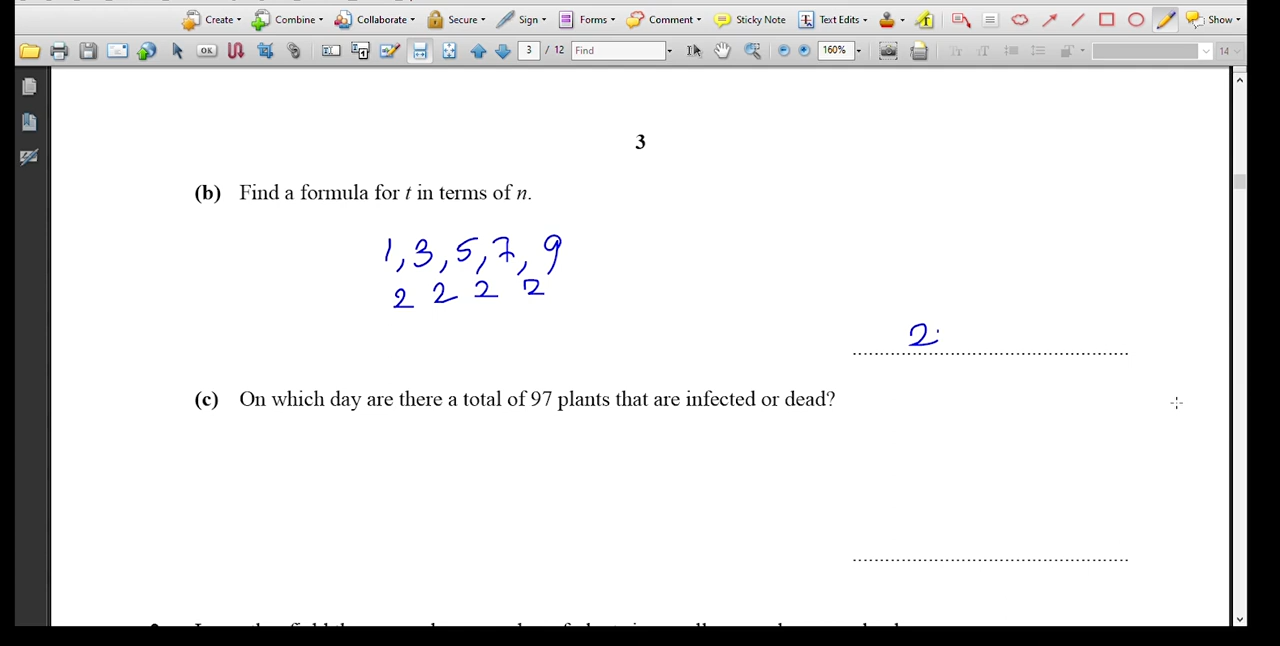 Create Combine Collaborate Secure Sign Forms Comment Sticky Note Text Edits Show
OK 3 / 12 Find 160% 14
3
(b) Find a formula for t in terms of n.
1, 3, 5, 7, 9
2 2 2 2
2
(c) On which day are there a total of 97 plants that are infected or dead?